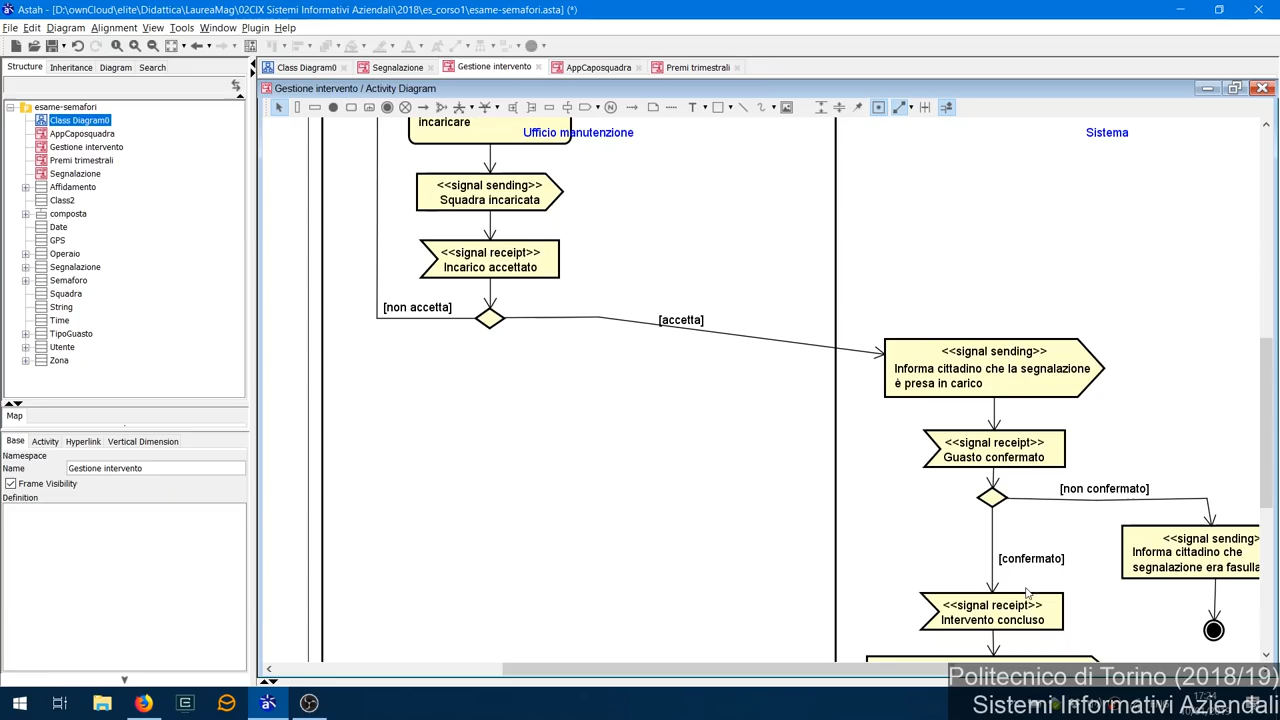 Astah - [D:\ownCloud\elite\Didattica\LaureaMag\02CIX Sistemi Informativi Aziendali\2018\es_corso1\esame-semafori.asta] (*)
File Edit Diagram Alignment View Tools Window Plugin Help
Structure Inheritance Diagram Search
Class Diagram0 Segnalazione Gestione intervento AppCaposquadra Premi trimestrali
Gestione intervento / Activity Diagram
esame-semafori
Class Diagram0
AppCaposquadra
Gestione intervento
Premi trimestrali
Segnalazione
Affidamento
Class2
composta
Date
GPS
Operaio
Segnalazione
Semaforo
Squadra
String
Time
TipoGuasto
Utente
Zona
Map
Base Activity Hyperlink Vertical Dimension
Namespace
Name Gestione intervento
Frame Visibility
Definition
incaricare
Ufficio manutenzione
Sistema
<<signal sending>>
Squadra incaricata
<<signal receipt>>
Incarico accettato
[non accetta]
[accetta]
<<signal sending>>
Informa cittadino che la segnalazione
è presa in carico
<<signal receipt>>
Guasto confermato
[non confermato]
[confermato]
<<signal sending>
Informa cittadino che
segnalazione era fasulla
<<signal receipt>>
Intervento concluso
Politecnico di Torino (2018/19)
Sistemi Informativi Aziendali
17:24